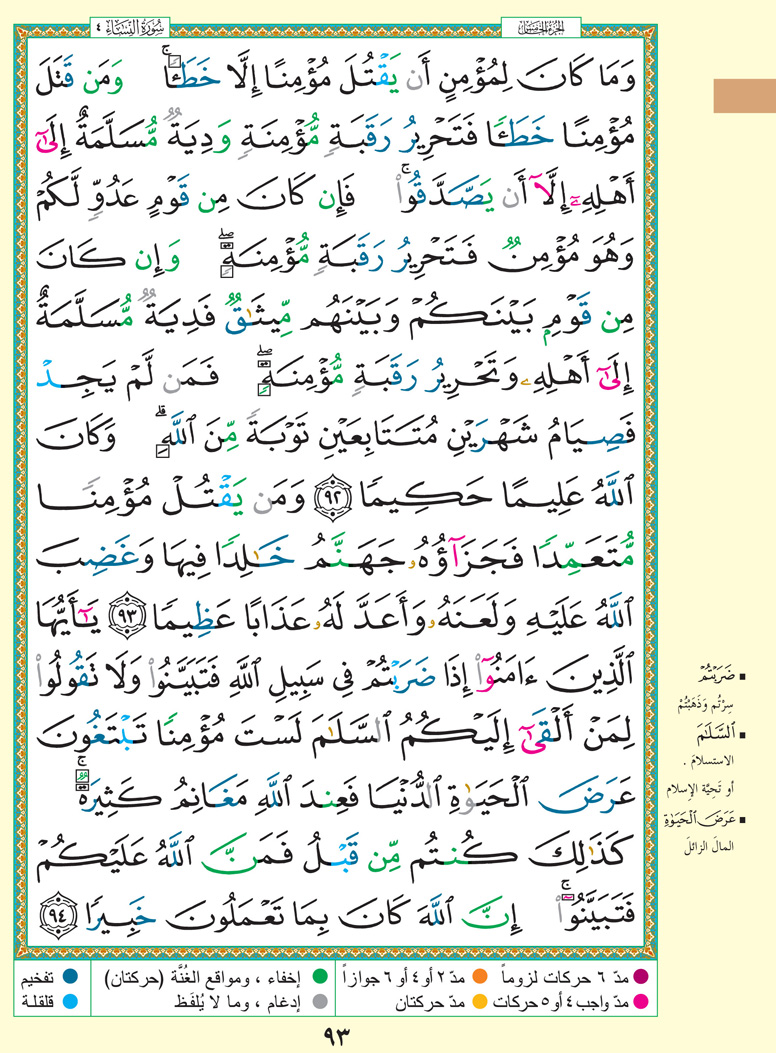 الجزء الخامس
سورة النساء ٤
وَمَا كَانَ لِمُؤْمِنٍ أَن يَقْتُلَ مُؤْمِنًا إِلَّا خَطَـًٔا ۚ وَمَن قَتَلَ
مُؤْمِنًا خَطَـًٔا فَتَحْرِيرُ رَقَبَةٍ مُّؤْمِنَةٍ وَدِيَةٌ مُّسَلَّمَةٌ إِلَىٰٓ
أَهْلِهِۦٓ إِلَّآ أَن يَصَّدَّقُوا۟ ۚ فَإِن كَانَ مِن قَوْمٍ عَدُوٍّ لَّكُمْ
وَهُوَ مُؤْمِنٌ فَتَحْرِيرُ رَقَبَةٍ مُّؤْمِنَةٍ ۖ وَإِن كَانَ
مِن قَوْمٍۭ بَيْنَكُمْ وَبَيْنَهُم مِّيثَـٰقٌ فَدِيَةٌ مُّسَلَّمَةٌ
إِلَىٰٓ أَهْلِهِۦ وَتَحْرِيرُ رَقَبَةٍ مُّؤْمِنَةٍ ۖ فَمَن لَّمْ يَجِدْ
فَصِيَامُ شَهْرَيْنِ مُتَتَابِعَيْنِ تَوْبَةً مِّنَ ٱللَّهِ ۗ وَكَانَ
ٱللَّهُ عَلِيمًا حَكِيمًا ٩٢ وَمَن يَقْتُلْ مُؤْمِنًا
مُّتَعَمِّدًا فَجَزَآؤُهُۥ جَهَنَّمُ خَـٰلِدًا فِيهَا وَغَضِبَ
ٱللَّهُ عَلَيْهِ وَلَعَنَهُۥ وَأَعَدَّ لَهُۥ عَذَابًا عَظِيمًا ٩٣ يَـٰٓأَيُّهَا
ٱلَّذِينَ ءَامَنُوٓا۟ إِذَا ضَرَبْتُمْ فِى سَبِيلِ ٱللَّهِ فَتَبَيَّنُوا۟ وَلَا تَقُولُوا۟
لِمَنْ أَلْقَىٰٓ إِلَيْكُمُ ٱلسَّلَـٰمَ لَسْتَ مُؤْمِنًا تَبْتَغُونَ
عَرَضَ ٱلْحَيَوٰةِ ٱلدُّنْيَا فَعِندَ ٱللَّهِ مَغَانِمُ كَثِيرَةٌ ۚ
كَذَٰلِكَ كُنتُم مِّن قَبْلُ فَمَنَّ ٱللَّهُ عَلَيْكُمْ
فَتَبَيَّنُوٓا۟ ۚ إِنَّ ٱللَّهَ كَانَ بِمَا تَعْمَلُونَ خَبِيرًا ٩٤
ضَرَبْتُمْ
سِرْتُم وَذَهَبْتُمْ
ٱلسَّلَـٰمَ
الاستسلامَ .
أو تَحِيَّة الإسلام
عَرَضَ ٱلْحَيَوٰةِ
المالَ الزائلَ
مدّ ٦ حركات لزوماً مدّ ٢ أو ٤ أو ٦ جوازاً إخفاء ، ومواقع الغُنَّة (حركتان) تفخيم
مدّ واجب ٤ أو ٥ حركات مدّ حركتان إدغام ، وما لا يُلفَظ قلقلة
٩٣